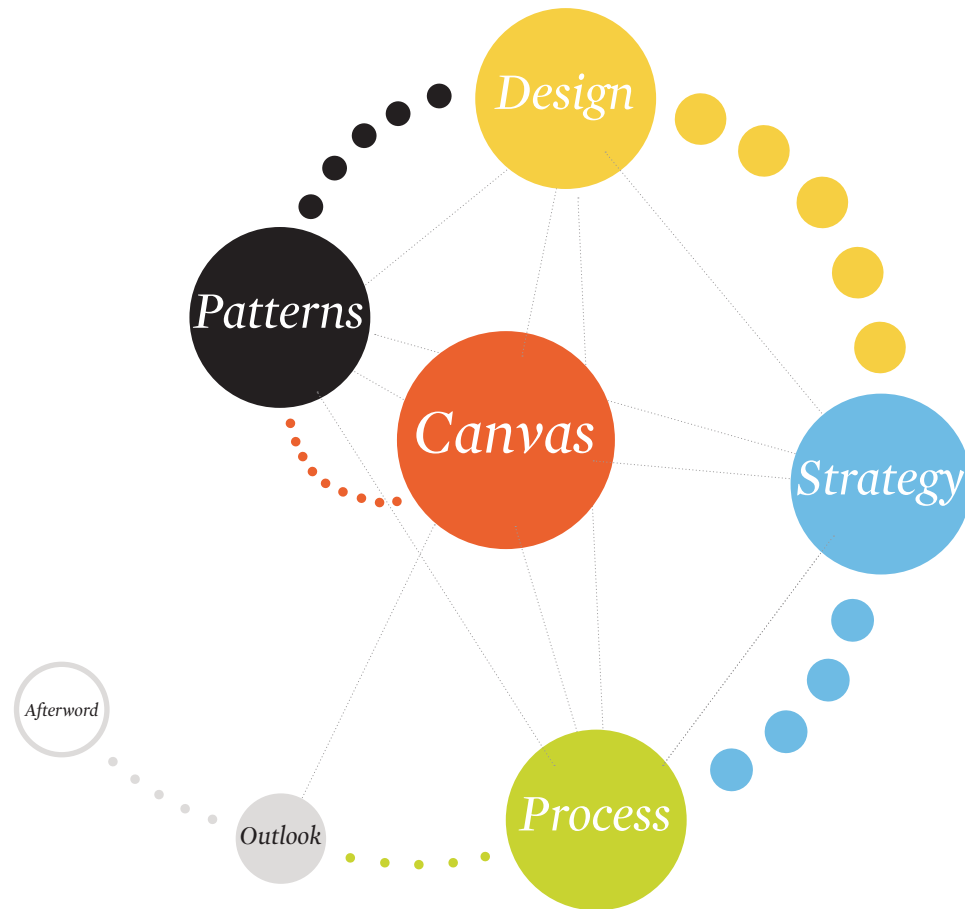 Design
Patterns
Canvas
Strategy
Afterword
Process
Outlook